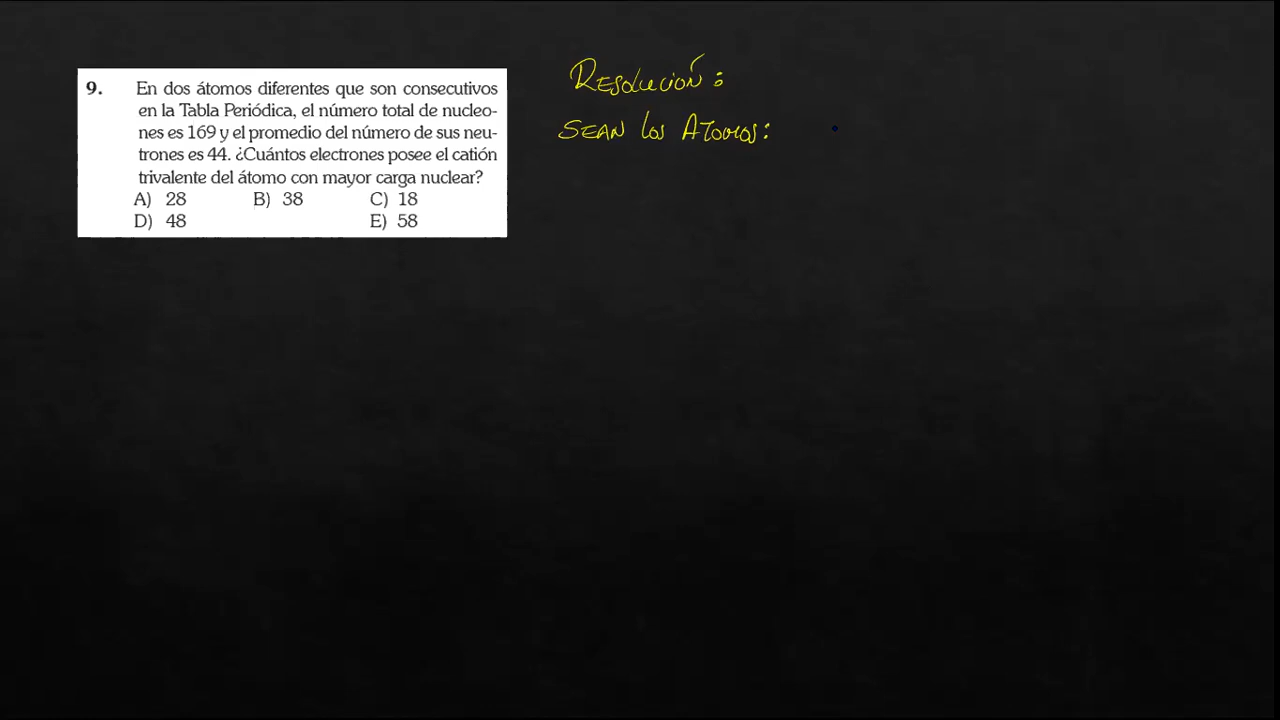 9. En dos átomos diferentes que son consecutivos
en la Tabla Periódica, el número total de nucleo-
nes es 169 y el promedio del número de sus neu-
trones es 44. ¿Cuántos electrones posee el catión
trivalente del átomo con mayor carga nuclear?
A) 28 B) 38 C) 18
D) 48 E) 58
RESOLUCIÓN:
SEAN LOS ATOMOS: